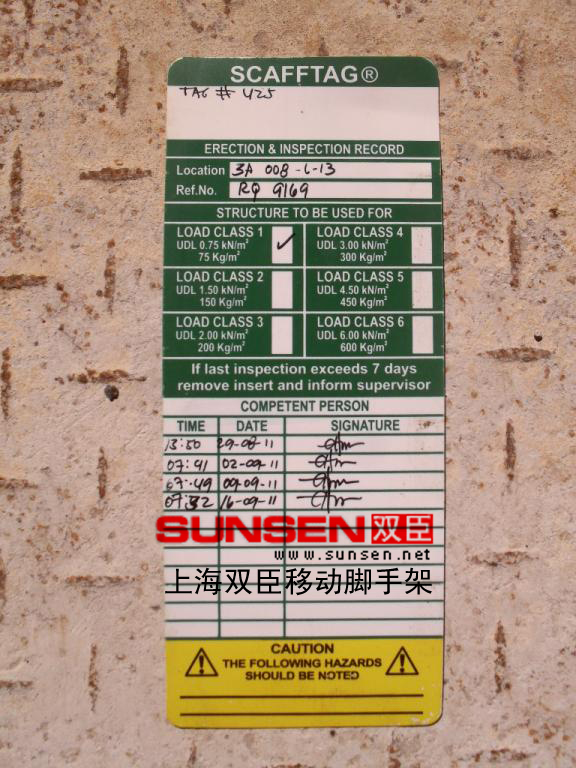 SCAFFTAG®
TAG # 425
ERECTION & INSPECTION RECORD
Location 3A 008-6-13
Ref.No. RQ 9169
STRUCTURE TO BE USED FOR
LOAD CLASS 1
UDL 0.75 kN/m²
75 Kg/m²
✓
LOAD CLASS 4
UDL 3.00 kN/m²
300 Kg/m²
LOAD CLASS 2
UDL 1.50 kN/m²
150 Kg/m²
LOAD CLASS 5
UDL 4.50 kN/m²
450 Kg/m²
LOAD CLASS 3
UDL 2.00 kN/m²
200 Kg/m²
LOAD CLASS 6
UDL 6.00 kN/m²
600 Kg/m²
If last inspection exceeds 7 days
remove insert and inform supervisor
COMPETENT PERSON
TIME DATE SIGNATURE
13:50 29-08-11
07:41 02-09-11
07:49 09-09-11
07:32 16-09-11
SUNSEN双臣
www.sunsen.net
上海双臣移动脚手架
CAUTION
THE FOLLOWING HAZARDS
SHOULD BE NOTED